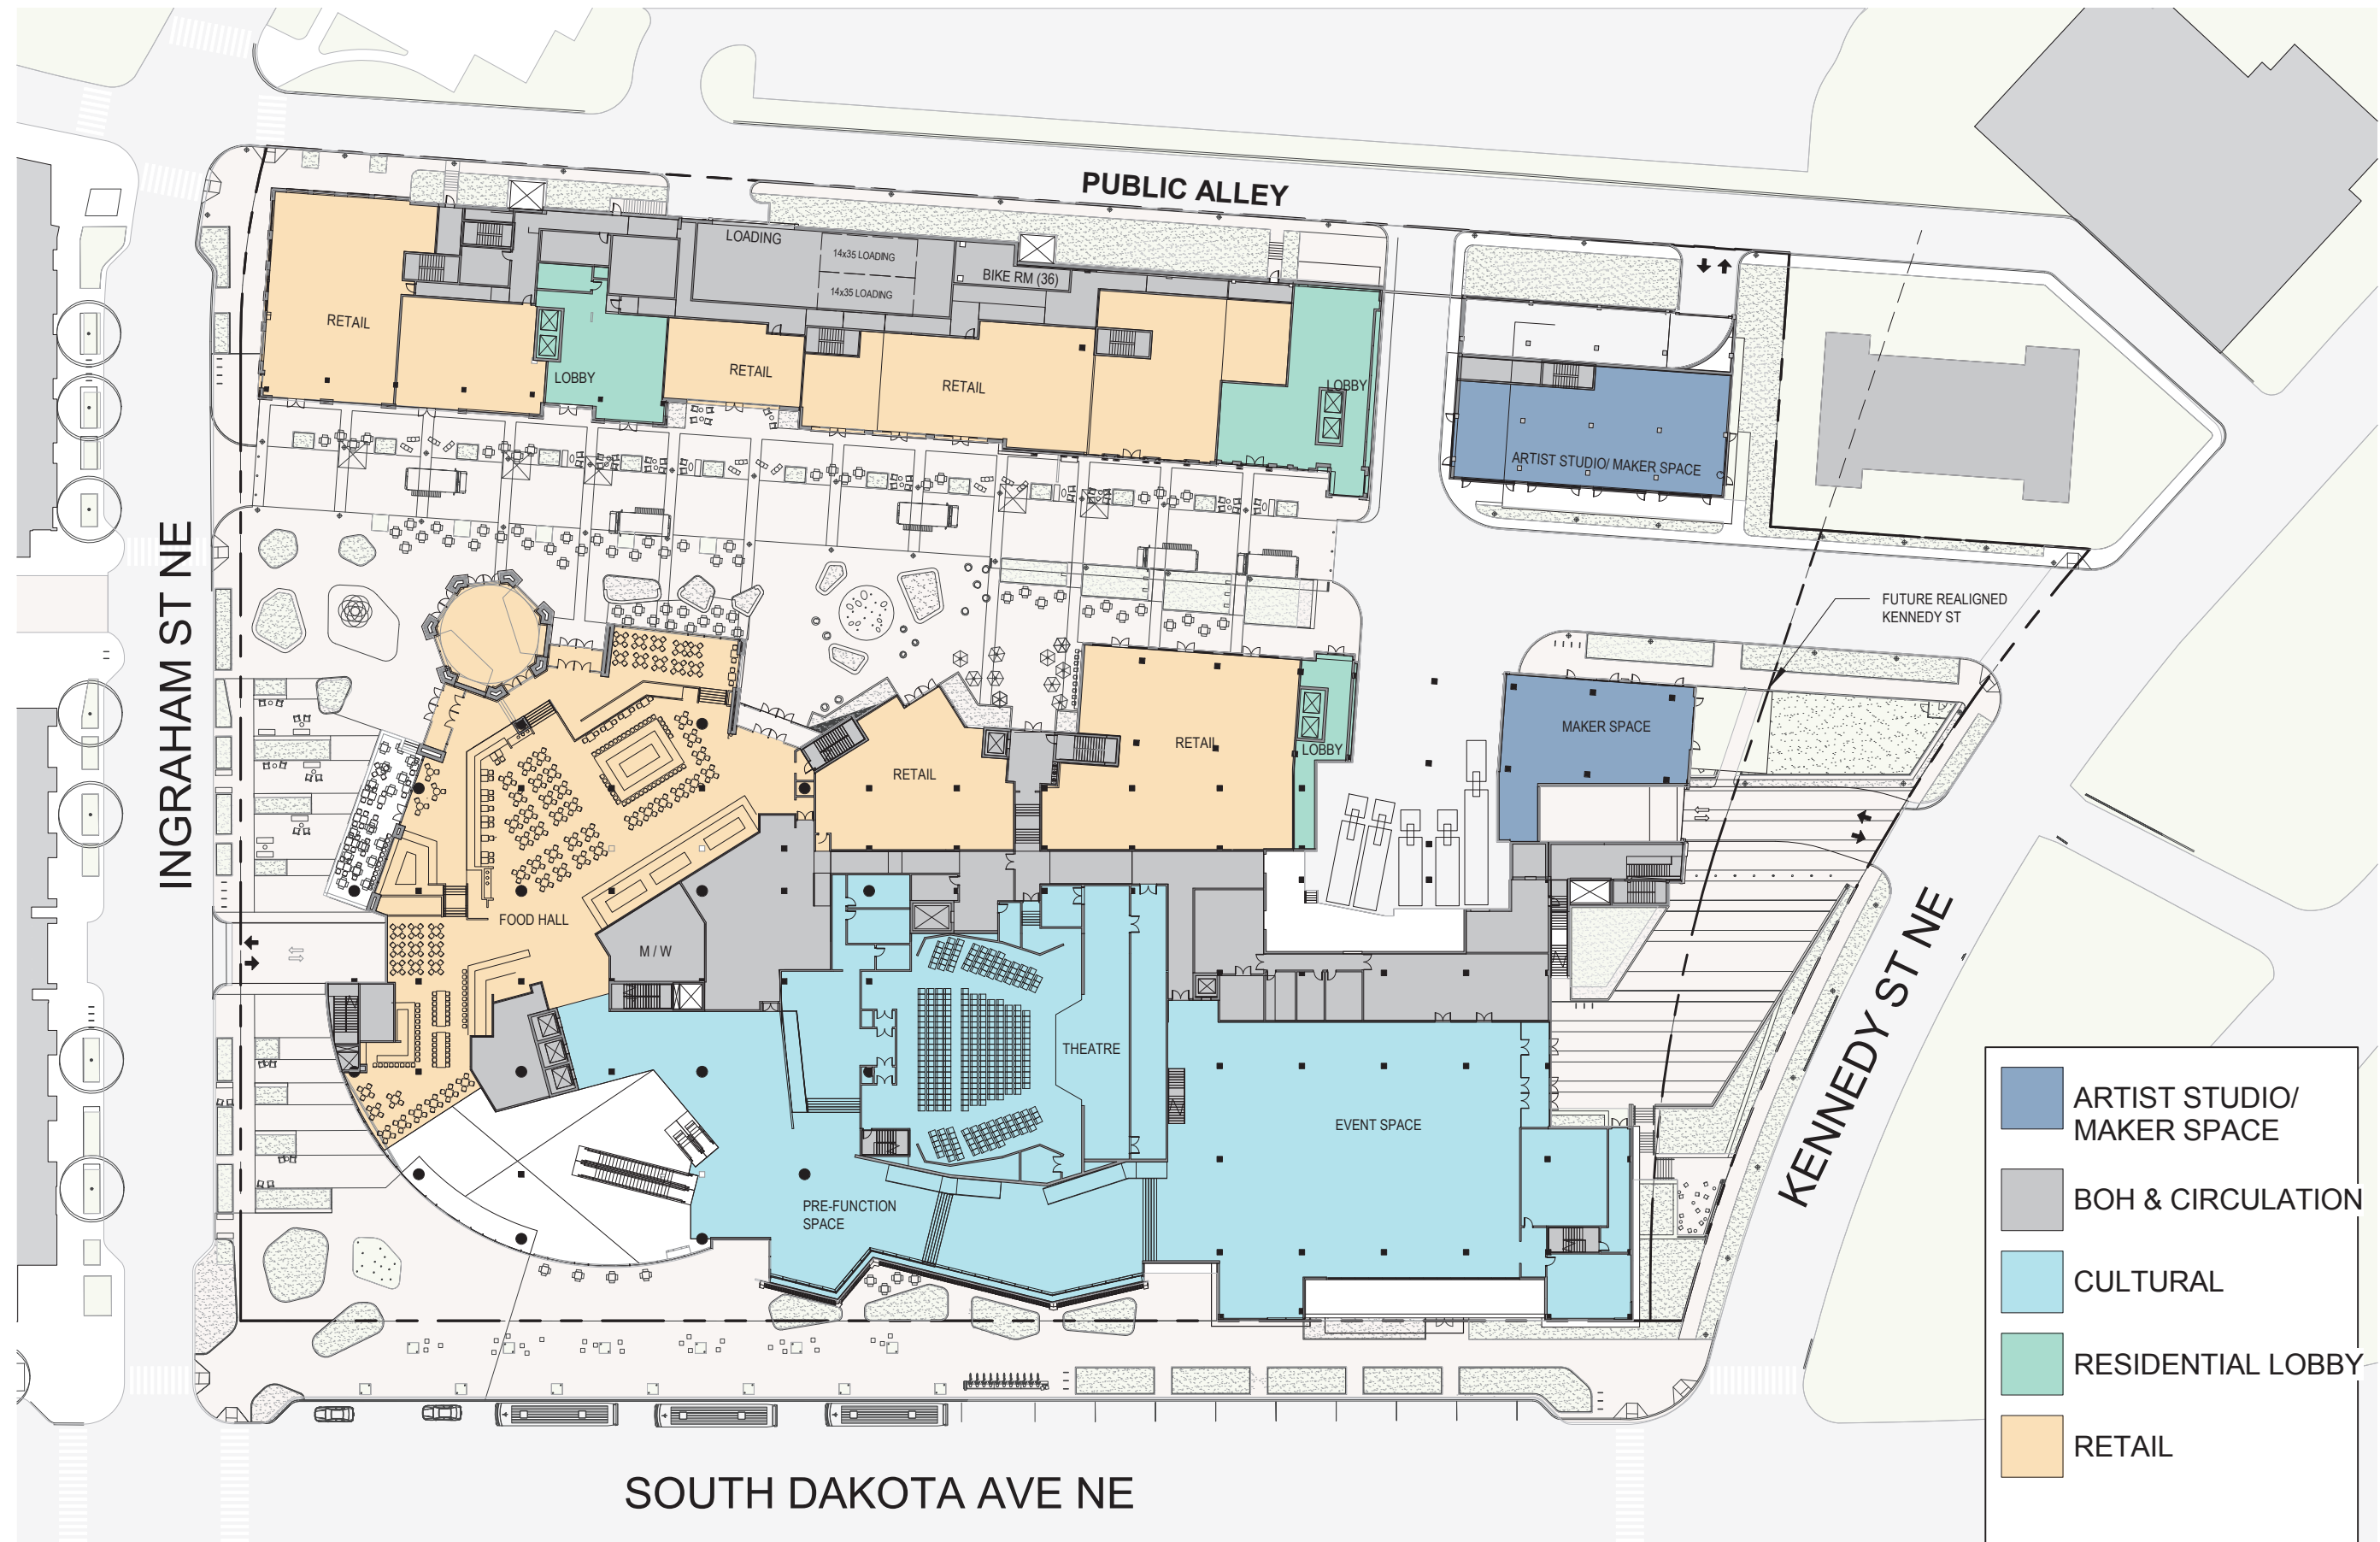 PUBLIC ALLEY
LOADING
14x35 LOADING
14x35 LOADING
BIKE RM (36)
RETAIL
LOBBY
RETAIL
RETAIL
LOBBY
ARTIST STUDIO/ MAKER SPACE
INGRAHAM ST NE
FUTURE REALIGNED
KENNEDY ST
MAKER SPACE
RETAIL
LOBBY
RETAIL
FOOD HALL
M / W
THEATRE
EVENT SPACE
PRE-FUNCTION
SPACE
KENNEDY ST NE
SOUTH DAKOTA AVE NE
ARTIST STUDIO/
MAKER SPACE
BOH & CIRCULATION
CULTURAL
RESIDENTIAL LOBBY
RETAIL